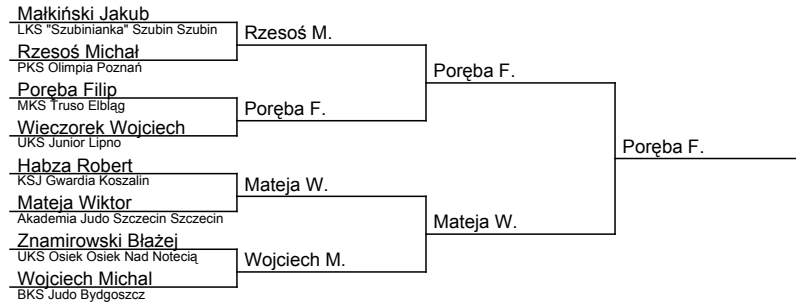 Małkiński Jakub
LKS "Szubinianka" Szubin Szubin
Rzesoś M.
Rzesoś Michał
PKS Olimpia Poznań
Poręba F.
Poręba Filip
MKS Truso Elbląg
Poręba F.
Wieczorek Wojciech
UKS Junior Lipno
Poręba F.
Habza Robert
KSJ Gwardia Koszalin
Mateja W.
Mateja Wiktor
Akademia Judo Szczecin Szczecin
Mateja W.
Znamirowski Błażej
UKS Osiek Osiek Nad Notecią
Wojciech M.
Wojciech Michal
BKS Judo Bydgoszcz